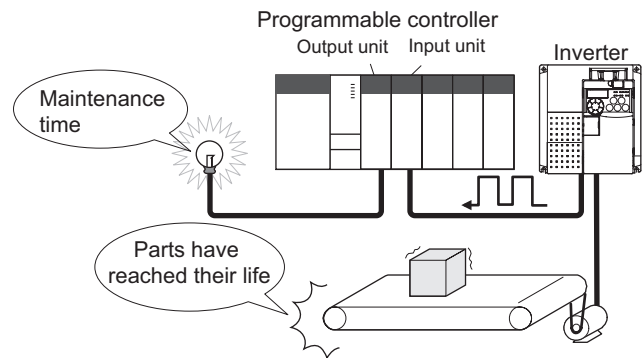 Programmable controller
Output unit
Input unit
Inverter
Maintenance
time
Parts have
reached their life